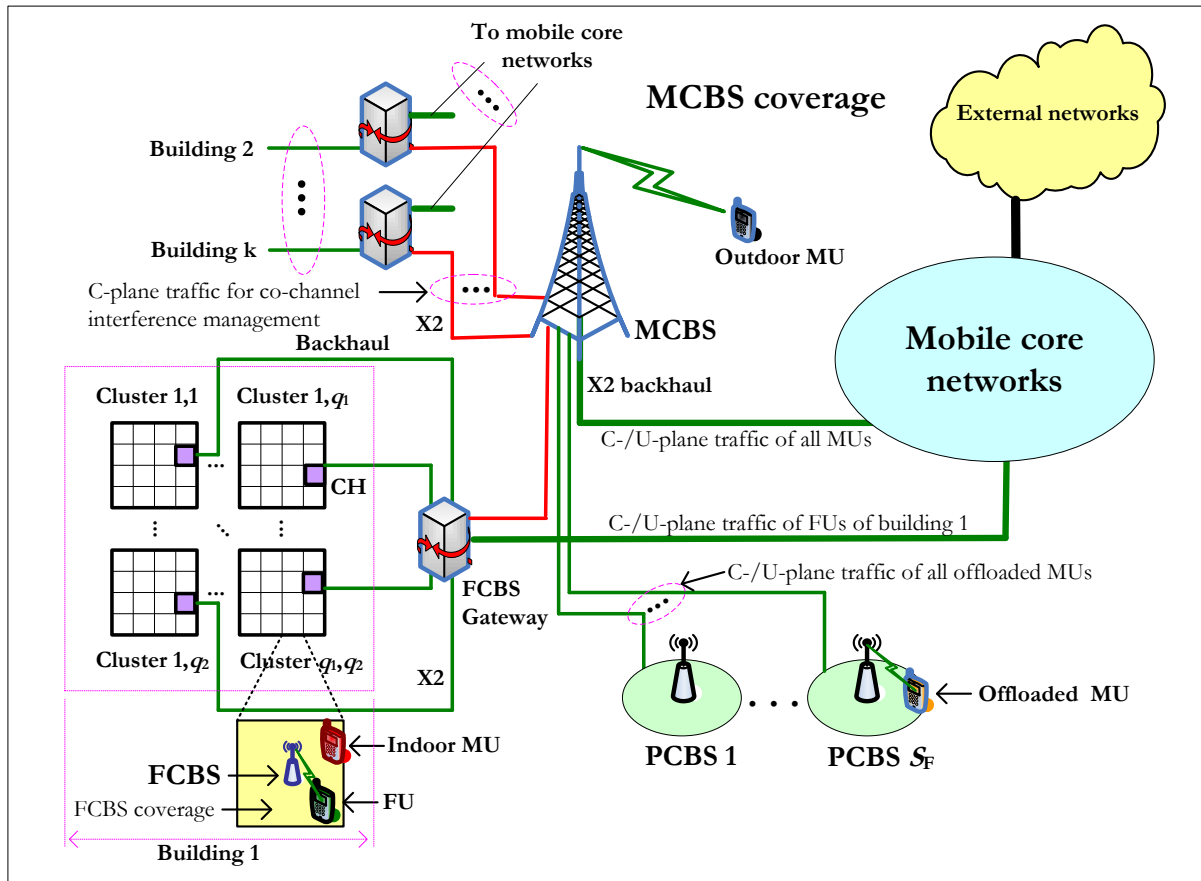 To mobile core
networks
MCBS coverage
External networks
Building 2
Building k
Outdoor MU
C-plane traffic for co-channel
interference management
X2
MCBS
Mobile core
networks
Backhaul
X2 backhaul
Cluster 1,1
Cluster 1,q1
C-/U-plane traffic of all MUs
CH
C-/U-plane traffic of FUs of building 1
FCBS
Gateway
C-/U-plane traffic of all offloaded MUs
Cluster 1,q2
Cluster q1,q2
X2
Offloaded MU
Indoor MU
PCBS 1
PCBS SF
FCBS
FCBS coverage
FU
Building 1